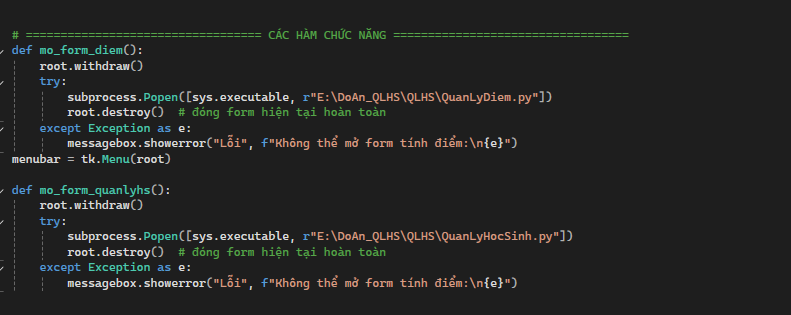 # ================================== CÁC HÀM CHỨC NĂNG ==================================
def mo_form_diem():
    root.withdraw()
    try:
        subprocess.Popen([sys.executable, r"E:\DoAn_QLHS\QLHS\QuanLyDiem.py"])
        root.destroy()  # đóng form hiện tại hoàn toàn
    except Exception as e:
        messagebox.showerror("Lỗi", f"Không thể mở form tính điểm:\n{e}")
menubar = tk.Menu(root)
def mo_form_quanlyhs():
    root.withdraw()
    try:
        subprocess.Popen([sys.executable, r"E:\DoAn_QLHS\QLHS\QuanLyHocSinh.py"])
        root.destroy()  # đóng form hiện tại hoàn toàn
    except Exception as e:
        messagebox.showerror("Lỗi", f"Không thể mở form tính điểm:\n{e}")